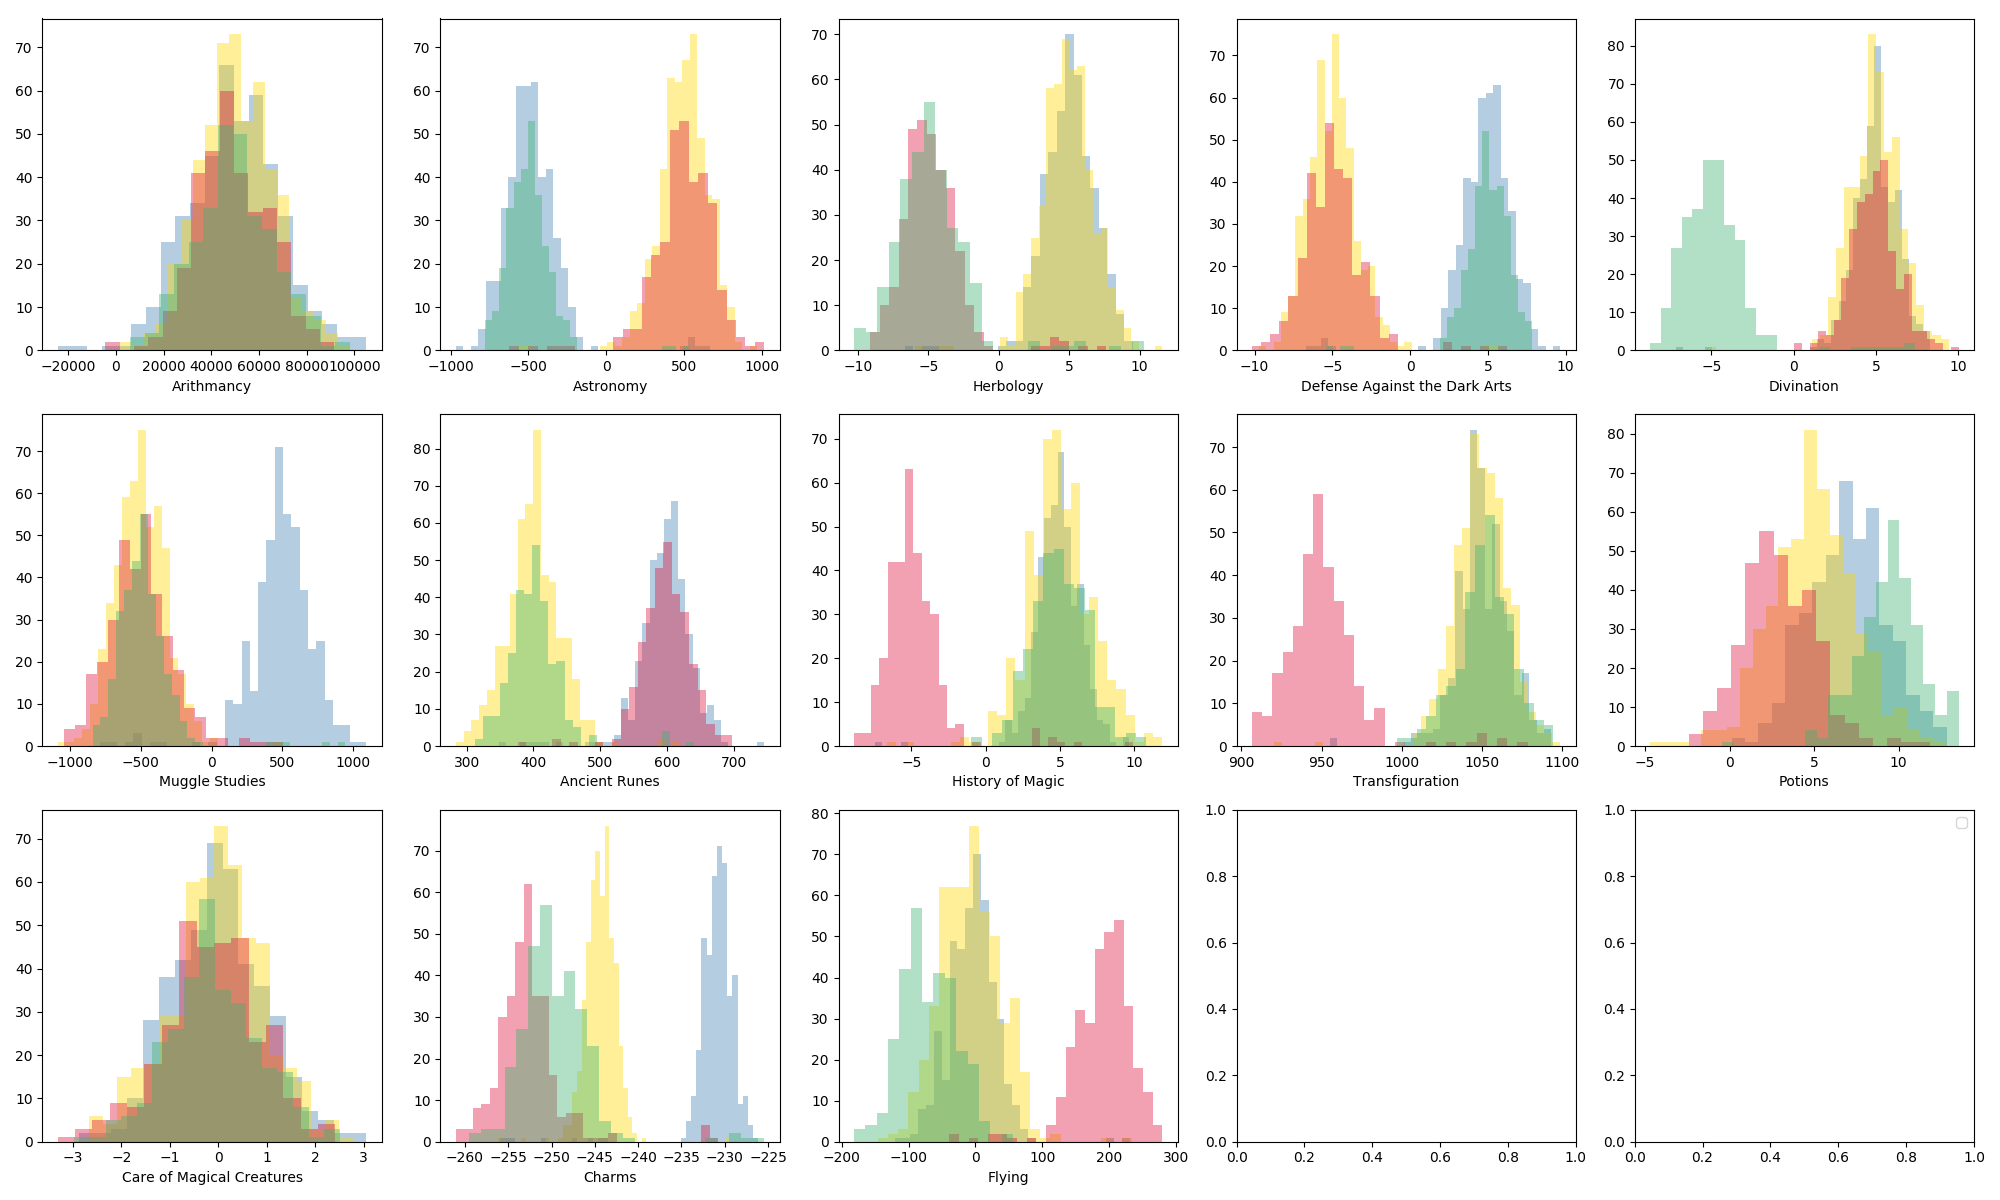 70 70 70 70 80
60 60 60 60 70
50 50 50 50 60
40 40 40 40 50
30 30 30 30 40
20 20 20 20 30
10 10 10 10 20
0 0 0 0 10
0
−20000 0 20000 40000 60000 80000 100000 −1000 −500 0 500 1000 −10 −5 0 5 10 −10 −5 0 5 10 −5 0 5 10
Arithmancy Astronomy Herbology Defense Against the Dark Arts Divination
70 80 70 70 80
60 70 60 60 70
50 60 50 50 60
40 50 40 40 50
30 40 30 30 40
20 30 20 20 30
10 20 10 10 20
0 10 0 0 10
0 0
−1000 −500 0 500 1000 300 400 500 600 700 −5 0 5 10 900 950 1000 1050 1100 −5 0 5 10
Muggle Studies Ancient Runes History of Magic Transfiguration Potions
70 70 80 1.0 1.0
60 60 70 0.8 0.8
50 50 60 0.6 0.6
40 40 50 0.4 0.4
30 30 40 0.2 0.2
20 20 30 0.0 0.0
10 10 20
0 0 10
0
−3 −2 −1 0 1 2 3 −260 −255 −250 −245 −240 −235 −230 −225 −200 −100 0 100 200 300 0.0 0.2 0.4 0.6 0.8 1.0 0.0 0.2 0.4 0.6 0.8 1.0
Care of Magical Creatures Charms Flying